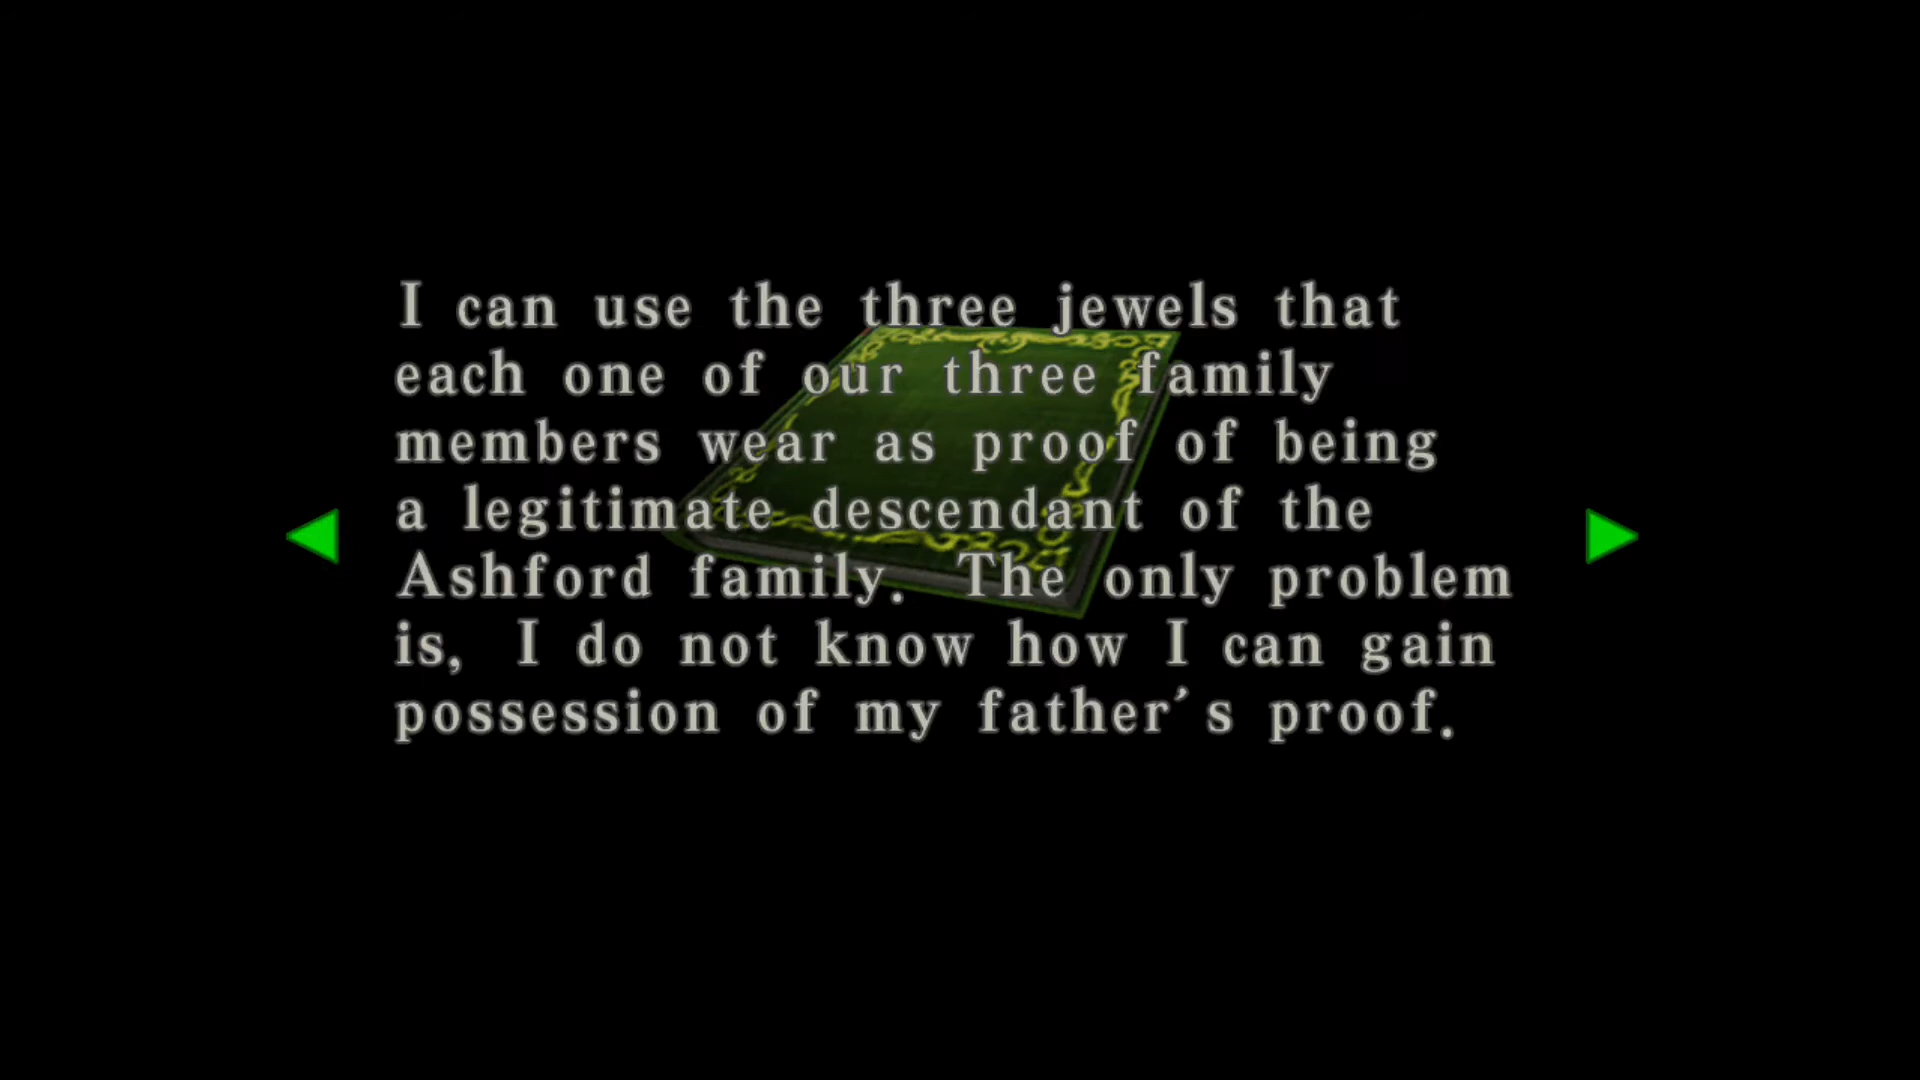 I can use the three jewels that
each one of our three family
members wear as proof of being
a legitimate descendant of the
Ashford family. The only problem
is, I do not know how I can gain
possession of my father's proof.